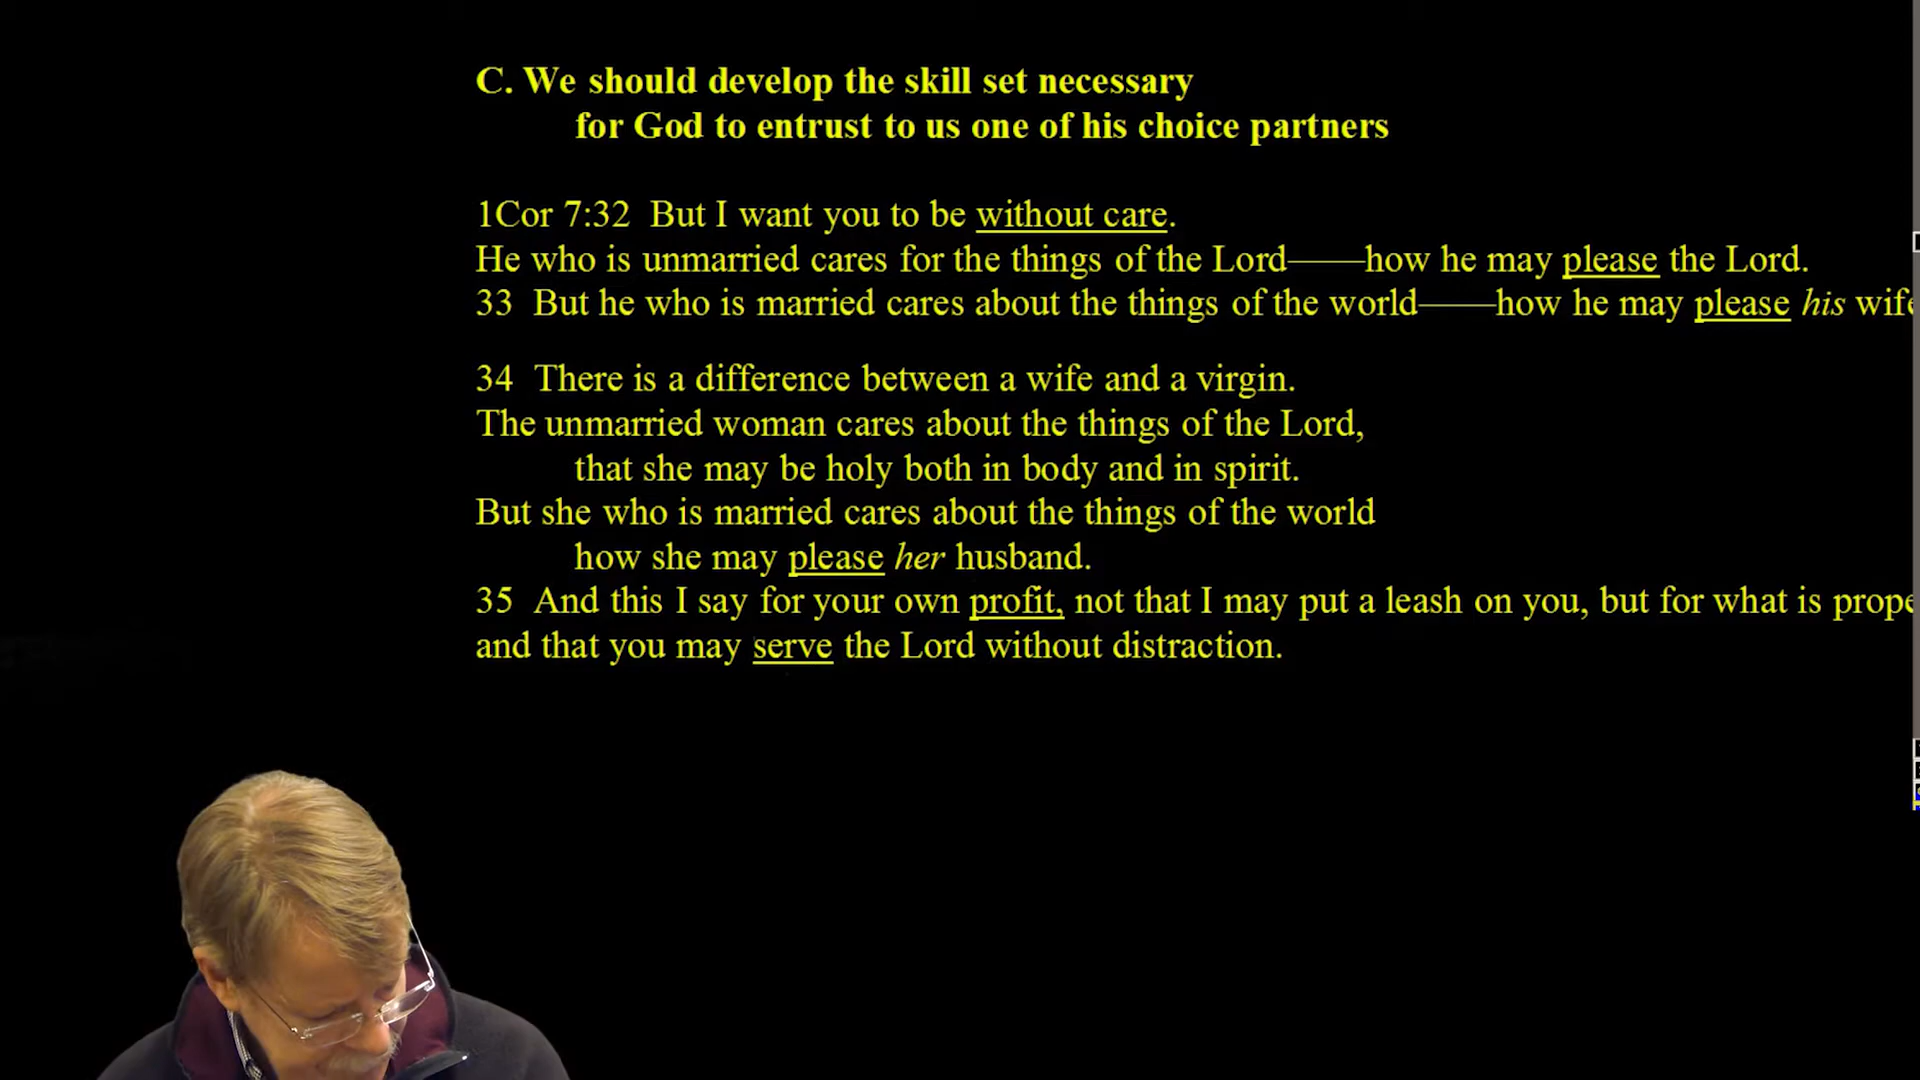 C. We should develop the skill set necessary
for God to entrust to us one of his choice partners
1Cor 7:32 But I want you to be without care.
He who is unmarried cares for the things of the Lord——how he may please the Lord.
33 But he who is married cares about the things of the world——how he may please his wife
34 There is a difference between a wife and a virgin.
The unmarried woman cares about the things of the Lord,
that she may be holy both in body and in spirit.
But she who is married cares about the things of the world
how she may please her husband.
35 And this I say for your own profit, not that I may put a leash on you, but for what is prope
and that you may serve the Lord without distraction.